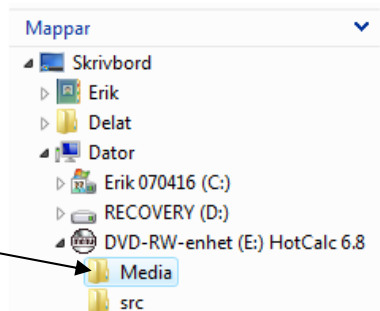 Mappar
Skrivbord
Erik
Delat
Dator
Erik 070416 (C:)
RECOVERY (D:)
DVD-RW-enhet (E:) HotCalc 6.8
Media
src